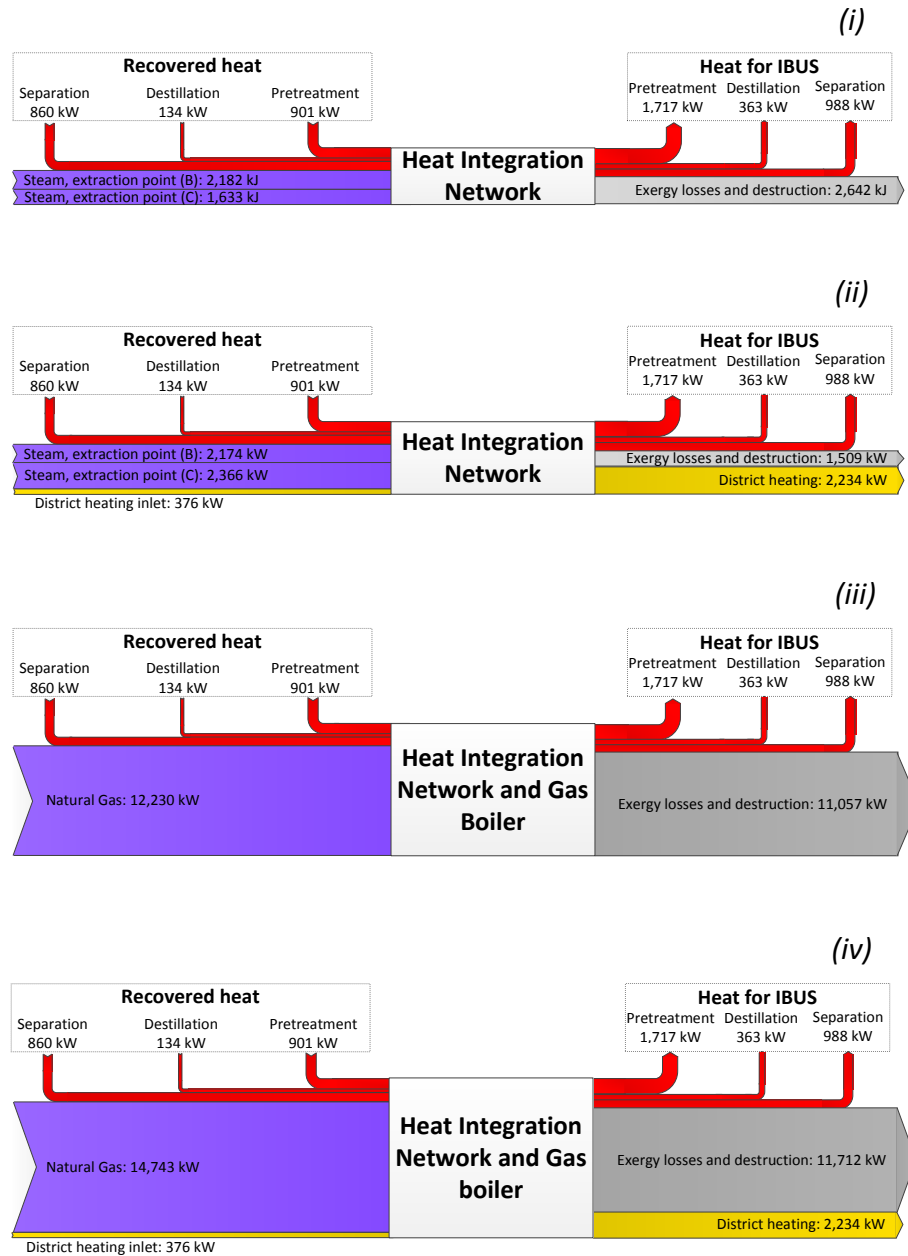 (i)
Recovered heat
Separation Destillation Pretreatment
860 kW 134 kW 901 kW
Heat for IBUS
Pretreatment Destillation Separation
1,717 kW 363 kW 988 kW
Heat Integration
Network
Steam, extraction point (B): 2,182 kJ
Steam, extraction point (C): 1,633 kJ
Exergy losses and destruction: 2,642 kJ
(ii)
Recovered heat
Separation Destillation Pretreatment
860 kW 134 kW 901 kW
Heat for IBUS
Pretreatment Destillation Separation
1,717 kW 363 kW 988 kW
Heat Integration
Network
Steam, extraction point (B): 2,174 kW
Steam, extraction point (C): 2,366 kW
District heating inlet: 376 kW
Exergy losses and destruction: 1,509 kW
District heating: 2,234 kW
(iii)
Recovered heat
Separation Destillation Pretreatment
860 kW 134 kW 901 kW
Heat for IBUS
Pretreatment Destillation Separation
1,717 kW 363 kW 988 kW
Heat Integration
Network and Gas
Boiler
Natural Gas: 12,230 kW
Exergy losses and destruction: 11,057 kW
(iv)
Recovered heat
Separation Destillation Pretreatment
860 kW 134 kW 901 kW
Heat for IBUS
Pretreatment Destillation Separation
1,717 kW 363 kW 988 kW
Heat Integration
Network and Gas
boiler
Natural Gas: 14,743 kW
District heating inlet: 376 kW
Exergy losses and destruction: 11,712 kW
District heating: 2,234 kW